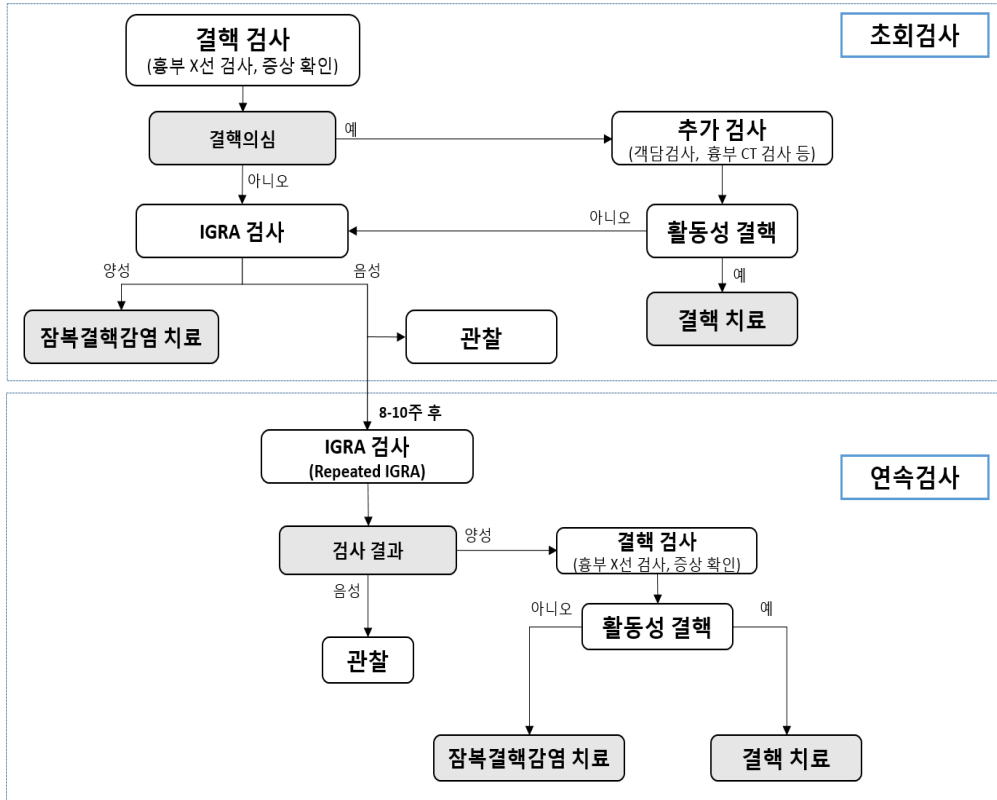 초회검사
결핵 검사
(흉부 X선 검사, 증상 확인)
결핵의심
예
추가 검사
(객담검사, 흉부 CT 검사 등)
아니오
IGRA 검사
아니오
활동성 결핵
양성
음성
예
잠복결핵감염 치료
관찰
결핵 치료
8-10주 후
연속검사
IGRA 검사
(Repeated IGRA)
검사 결과
양성
결핵 검사
(흉부 X선 검사, 증상 확인)
음성
아니오
활동성 결핵
예
관찰
잠복결핵감염 치료
결핵 치료